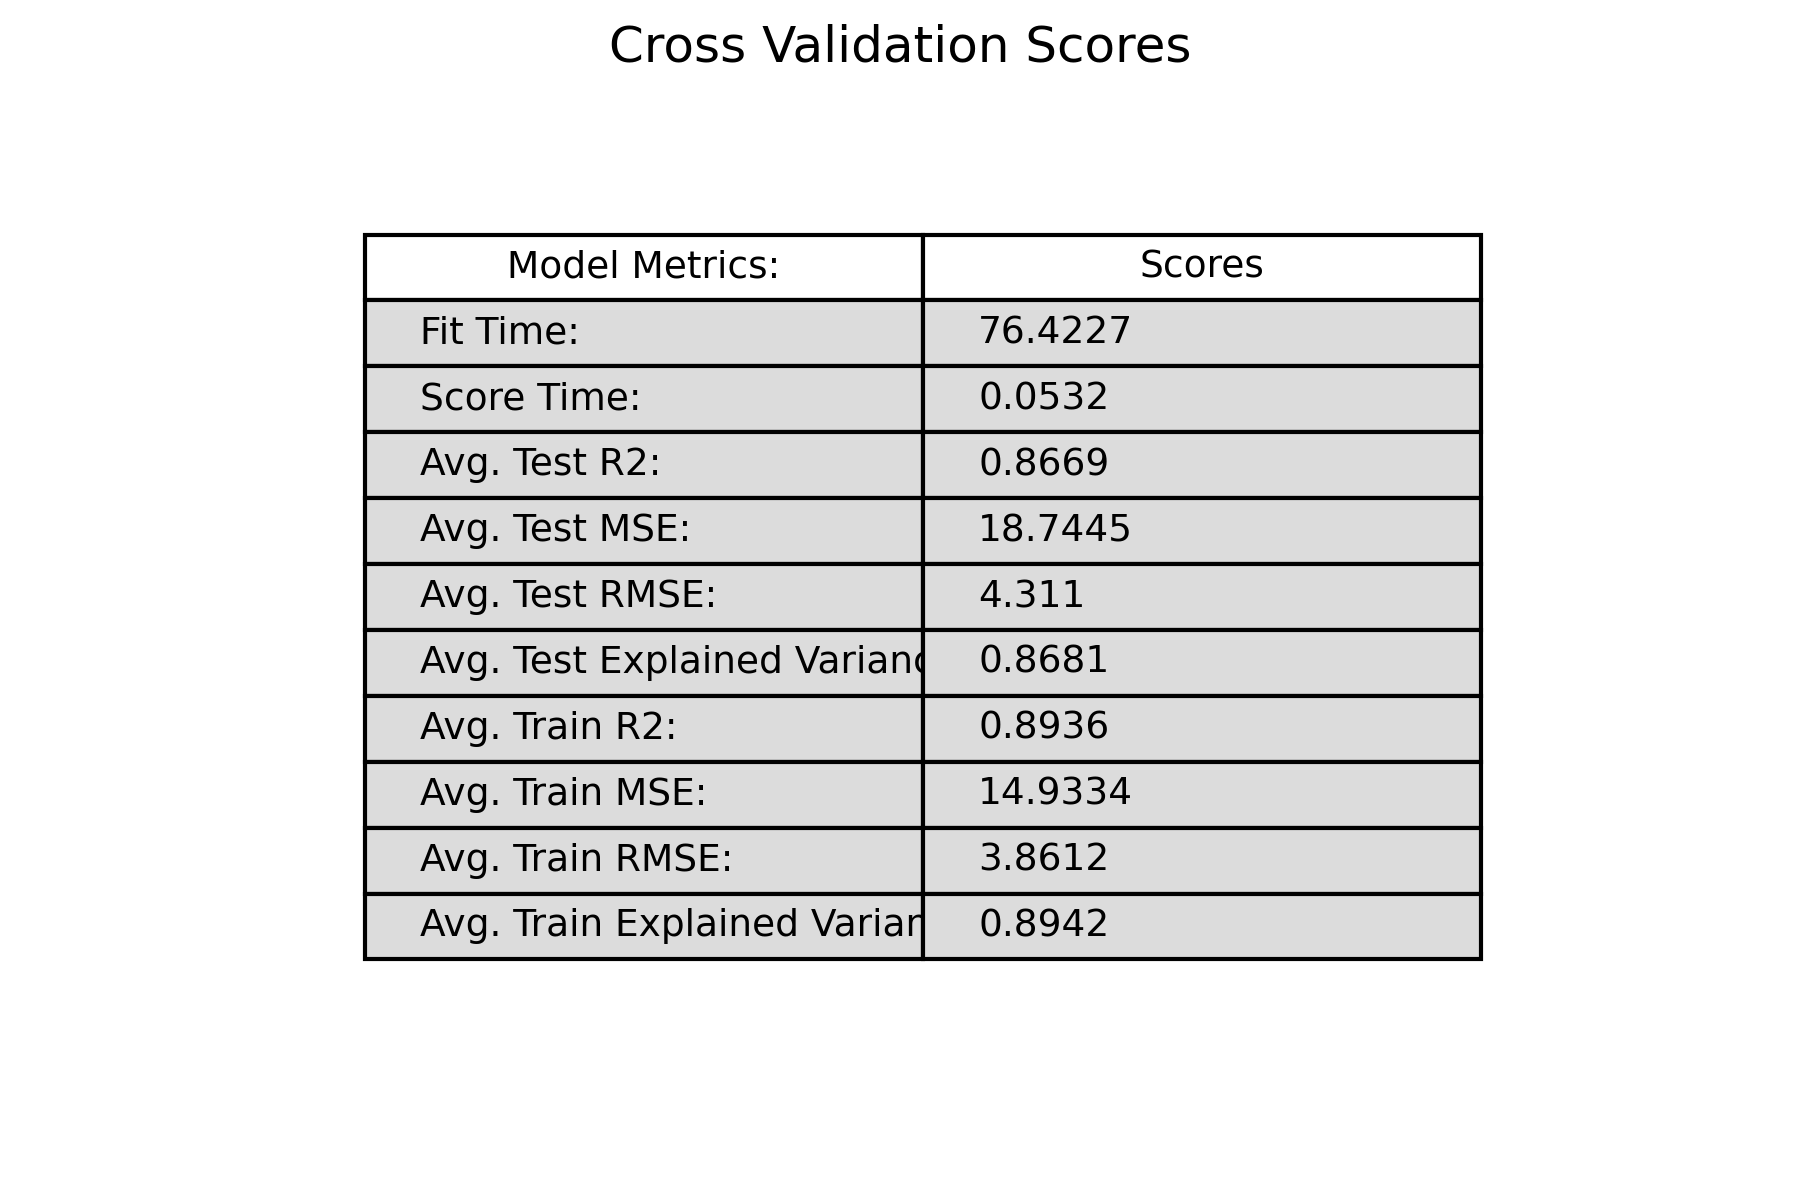 Cross Validation Scores
Model Metrics: Scores
Fit Time: 76.4227
Score Time: 0.0532
Avg. Test R2: 0.8669
Avg. Test MSE: 18.7445
Avg. Test RMSE: 4.311
Avg. Test Explained Varianc 0.8681
Avg. Train R2: 0.8936
Avg. Train MSE: 14.9334
Avg. Train RMSE: 3.8612
Avg. Train Explained Varian 0.8942